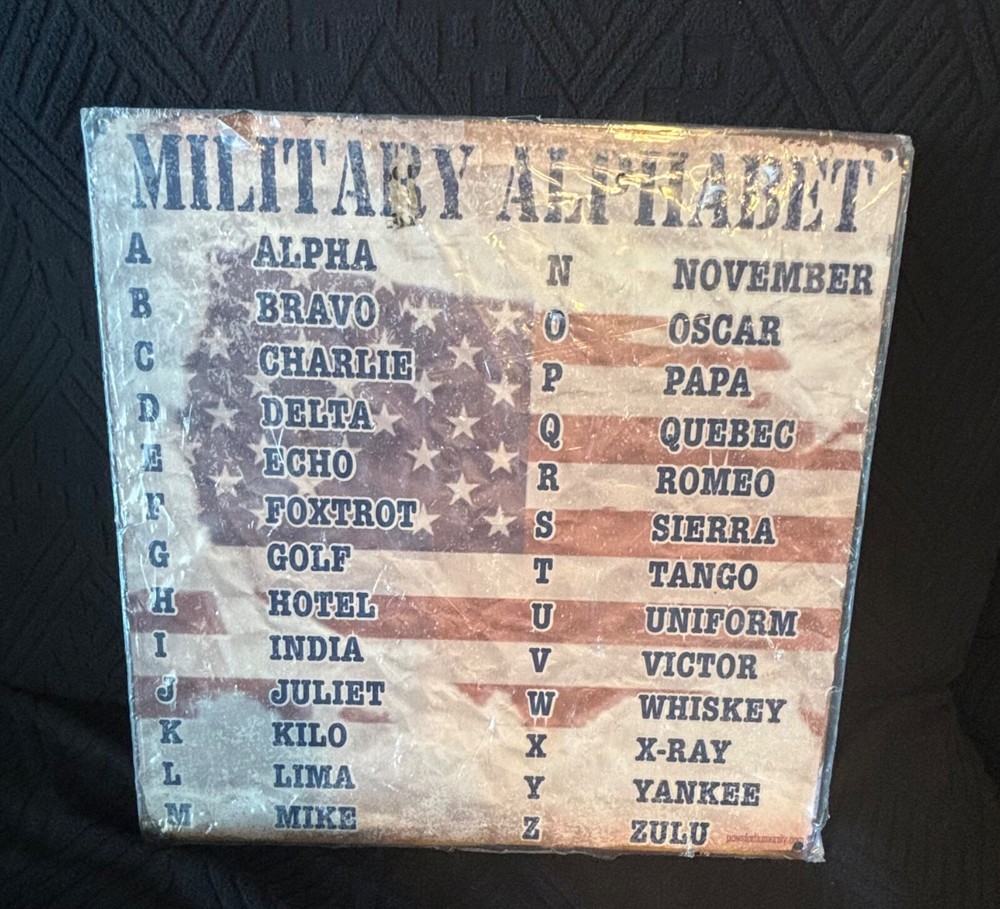 MILITARY ALPHABET
A ALPHA
B BRAVO
C CHARLIE
D DELTA
E ECHO
F FOXTROT
G GOLF
H HOTEL
I INDIA
J JULIET
K KILO
L LIMA
M MIKE
N NOVEMBER
O OSCAR
P PAPA
Q QUEBEC
R ROMEO
S SIERRA
T TANGO
U UNIFORM
V VICTOR
W WHISKEY
X X-RAY
Y YANKEE
Z ZULU